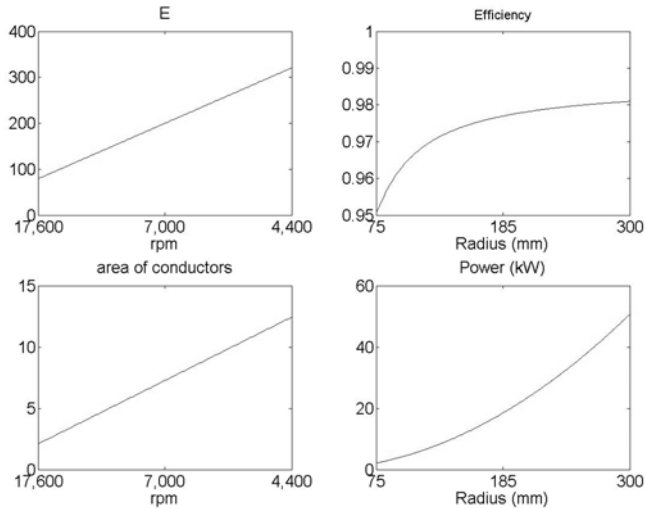 E
400
300
200
100
0
17,600 7,000 4,400
rpm
Efficiency
1
0.99
0.98
0.97
0.96
0.95
75 185 300
Radius (mm)
area of conductors
15
10
5
0
17,600 7,000 4,400
rpm
Power (kW)
60
40
20
0
75 185 300
Radius (mm)